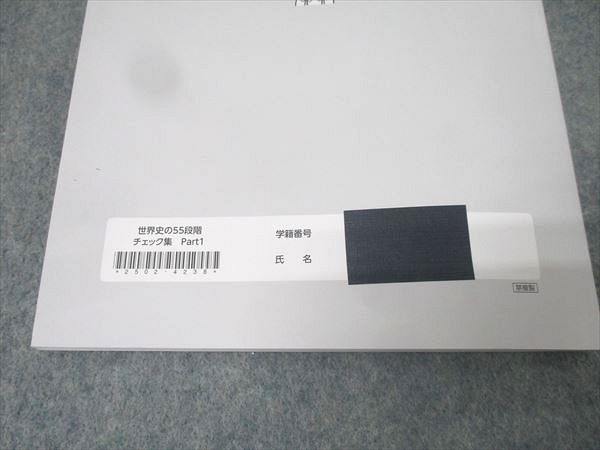 世界史の55段階
チェック集 Part1
*2502-4238*
学籍番号
氏 名
禁複製